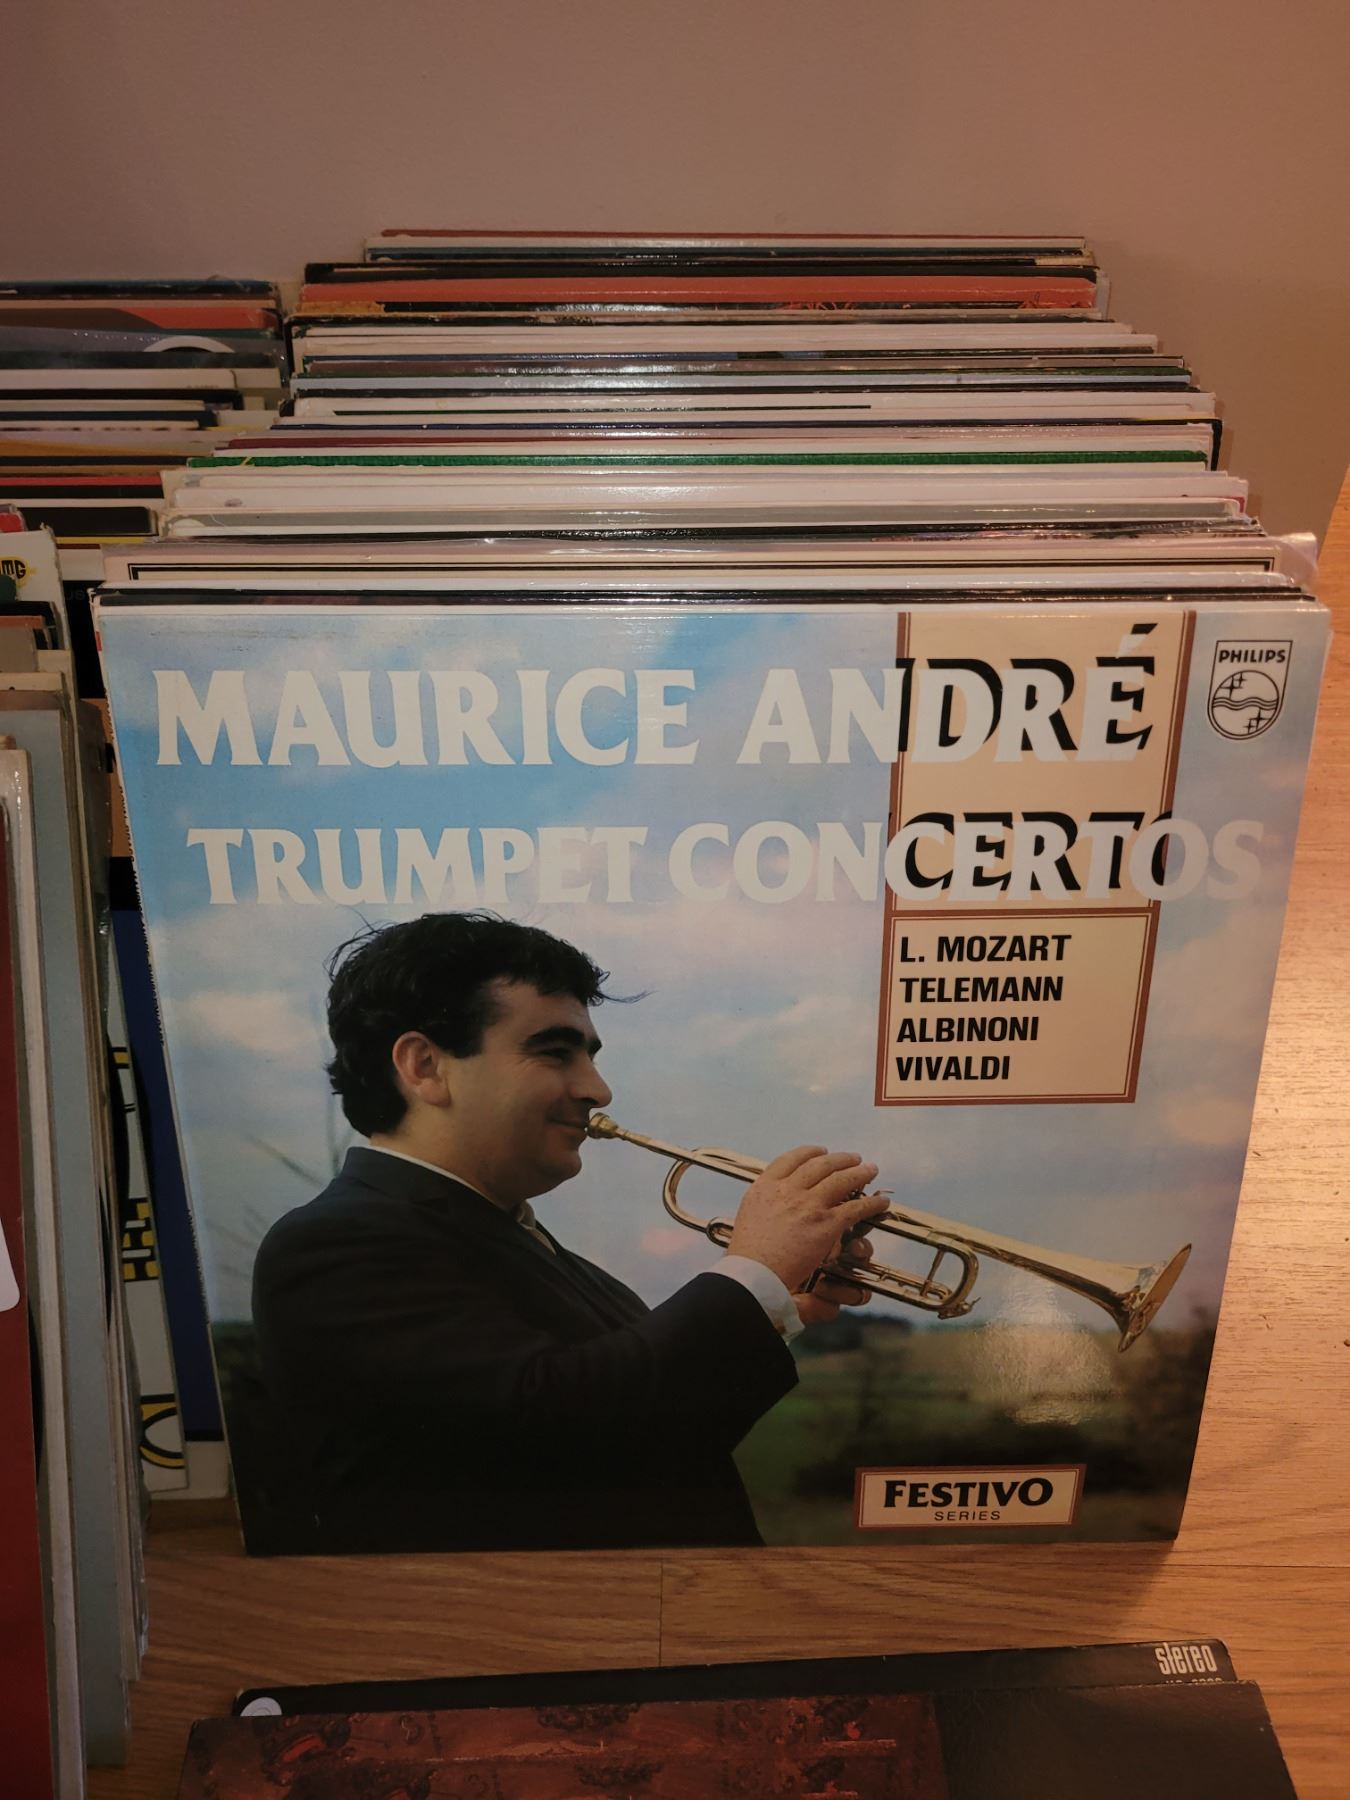 MAURICE ANDRÉ
PHILIPS
TRUMPET CONCERTOS
L. MOZART
TELEMANN
ALBINONI
VIVALDI
FESTIVO
SERIES
stereo